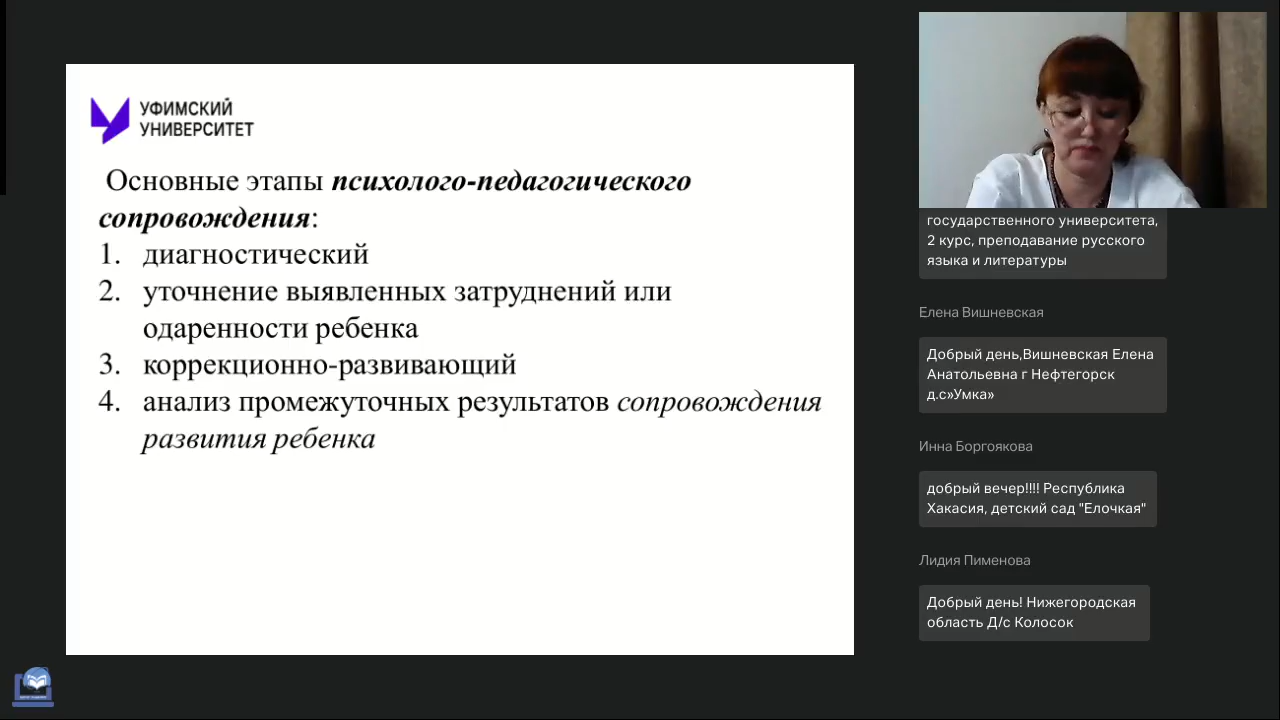 УФИМСКИЙ
УНИВЕРСИТЕТ
Основные этапы психолого-педагогического
сопровождения:
1. диагностический
2. уточнение выявленных затруднений или
одаренности ребенка
3. коррекционно-развивающий
4. анализ промежуточных результатов сопровождения
развития ребенка
государственного университета,
2 курс, преподавание русского
языка и литературы
Елена Вишневская
Добрый день,Вишневская Елена
Анатольевна г Нефтегорск
д.с»Умка»
Инна Боргоякова
добрый вечер!!!! Республика
Хакасия, детский сад "Елочкая"
Лидия Пименова
Добрый день! Нижегородская
область Д/с Колосок